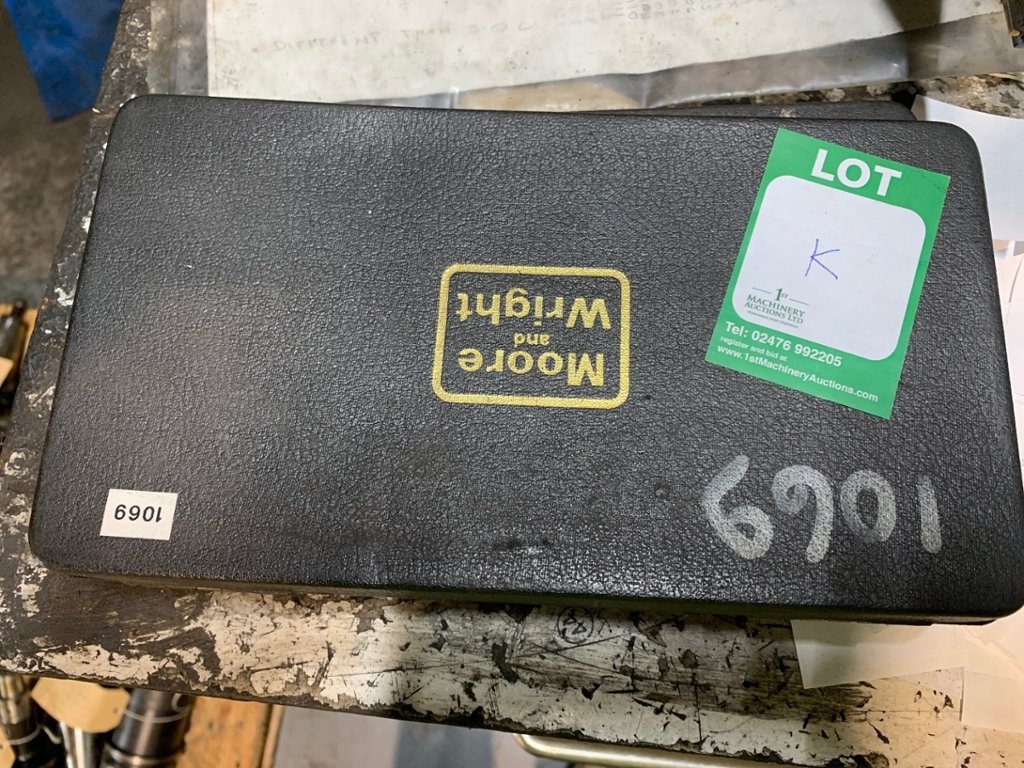 LOT
K
1ST
MACHINERY
AUCTIONS LTD
Tel: 02476 992205
register and bid at
www.1stMachineryAuctions.com
Moore
and
Wright
1069
1069